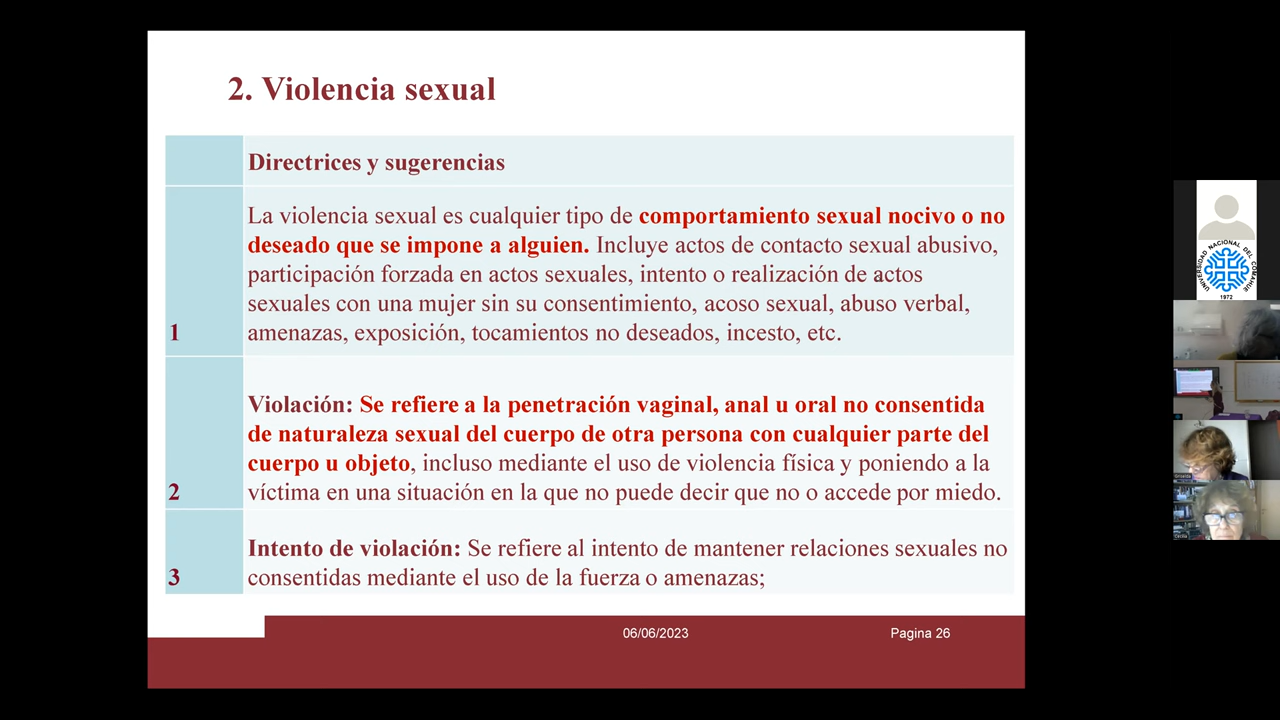 2. Violencia sexual
Directrices y sugerencias
1
La violencia sexual es cualquier tipo de comportamiento sexual nocivo o no
deseado que se impone a alguien. Incluye actos de contacto sexual abusivo,
participación forzada en actos sexuales, intento o realización de actos
sexuales con una mujer sin su consentimiento, acoso sexual, abuso verbal,
amenazas, exposición, tocamientos no deseados, incesto, etc.
2
Violación: Se refiere a la penetración vaginal, anal u oral no consentida
de naturaleza sexual del cuerpo de otra persona con cualquier parte del
cuerpo u objeto, incluso mediante el uso de violencia física y poniendo a la
víctima en una situación en la que no puede decir que no o accede por miedo.
3
Intento de violación: Se refiere al intento de mantener relaciones sexuales no
consentidas mediante el uso de la fuerza o amenazas;
06/06/2023
Pagina 26
UNIVERSIDAD NACIONAL DEL COMAHUE
1972
Cecilia